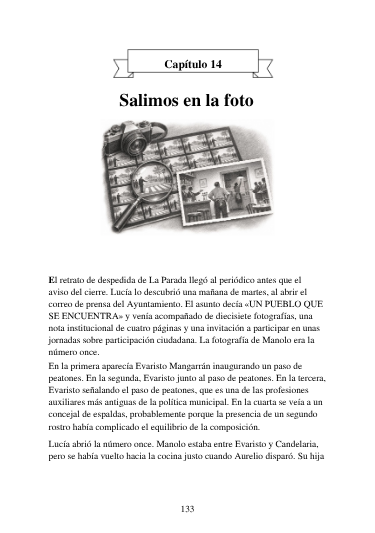 Capítulo 14
Salimos en la foto
El retrato de despedida de La Parada llegó al periódico antes que el
aviso del cierre. Lucía lo descubrió una mañana de martes, al abrir el
correo de prensa del Ayuntamiento. El asunto decía «UN PUEBLO QUE
SE ENCUENTRA» y venía acompañado de diecisiete fotografías, una
nota institucional de cuatro páginas y una invitación a participar en unas
jornadas sobre participación ciudadana. La fotografía de Manolo era la
número once.
En la primera aparecía Evaristo Mangarrán inaugurando un paso de
peatones. En la segunda, Evaristo junto al paso de peatones. En la tercera,
Evaristo señalando el paso de peatones, que es una de las profesiones
auxiliares más antiguas de la política municipal. En la cuarta se veía a un
concejal de espaldas, probablemente porque la presencia de un segundo
rostro había complicado el equilibrio de la composición.
Lucía abrió la número once. Manolo estaba entre Evaristo y Candelaria,
pero se había vuelto hacia la cocina justo cuando Aurelio disparó. Su hija
133